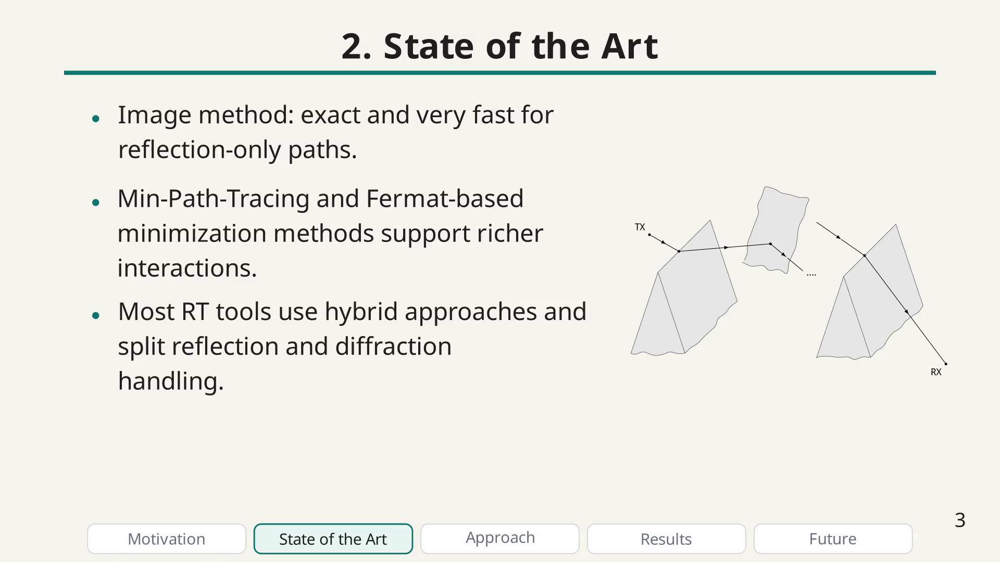 2. State of the Art
Image method: exact and very fast for
reflection-only paths.
Min-Path-Tracing and Fermat-based
minimization methods support richer
interactions.
Most RT tools use hybrid approaches and
split reflection and diffraction
handling.
TX
....
RX
3
Motivation
State of the Art
Approach
Results
Future